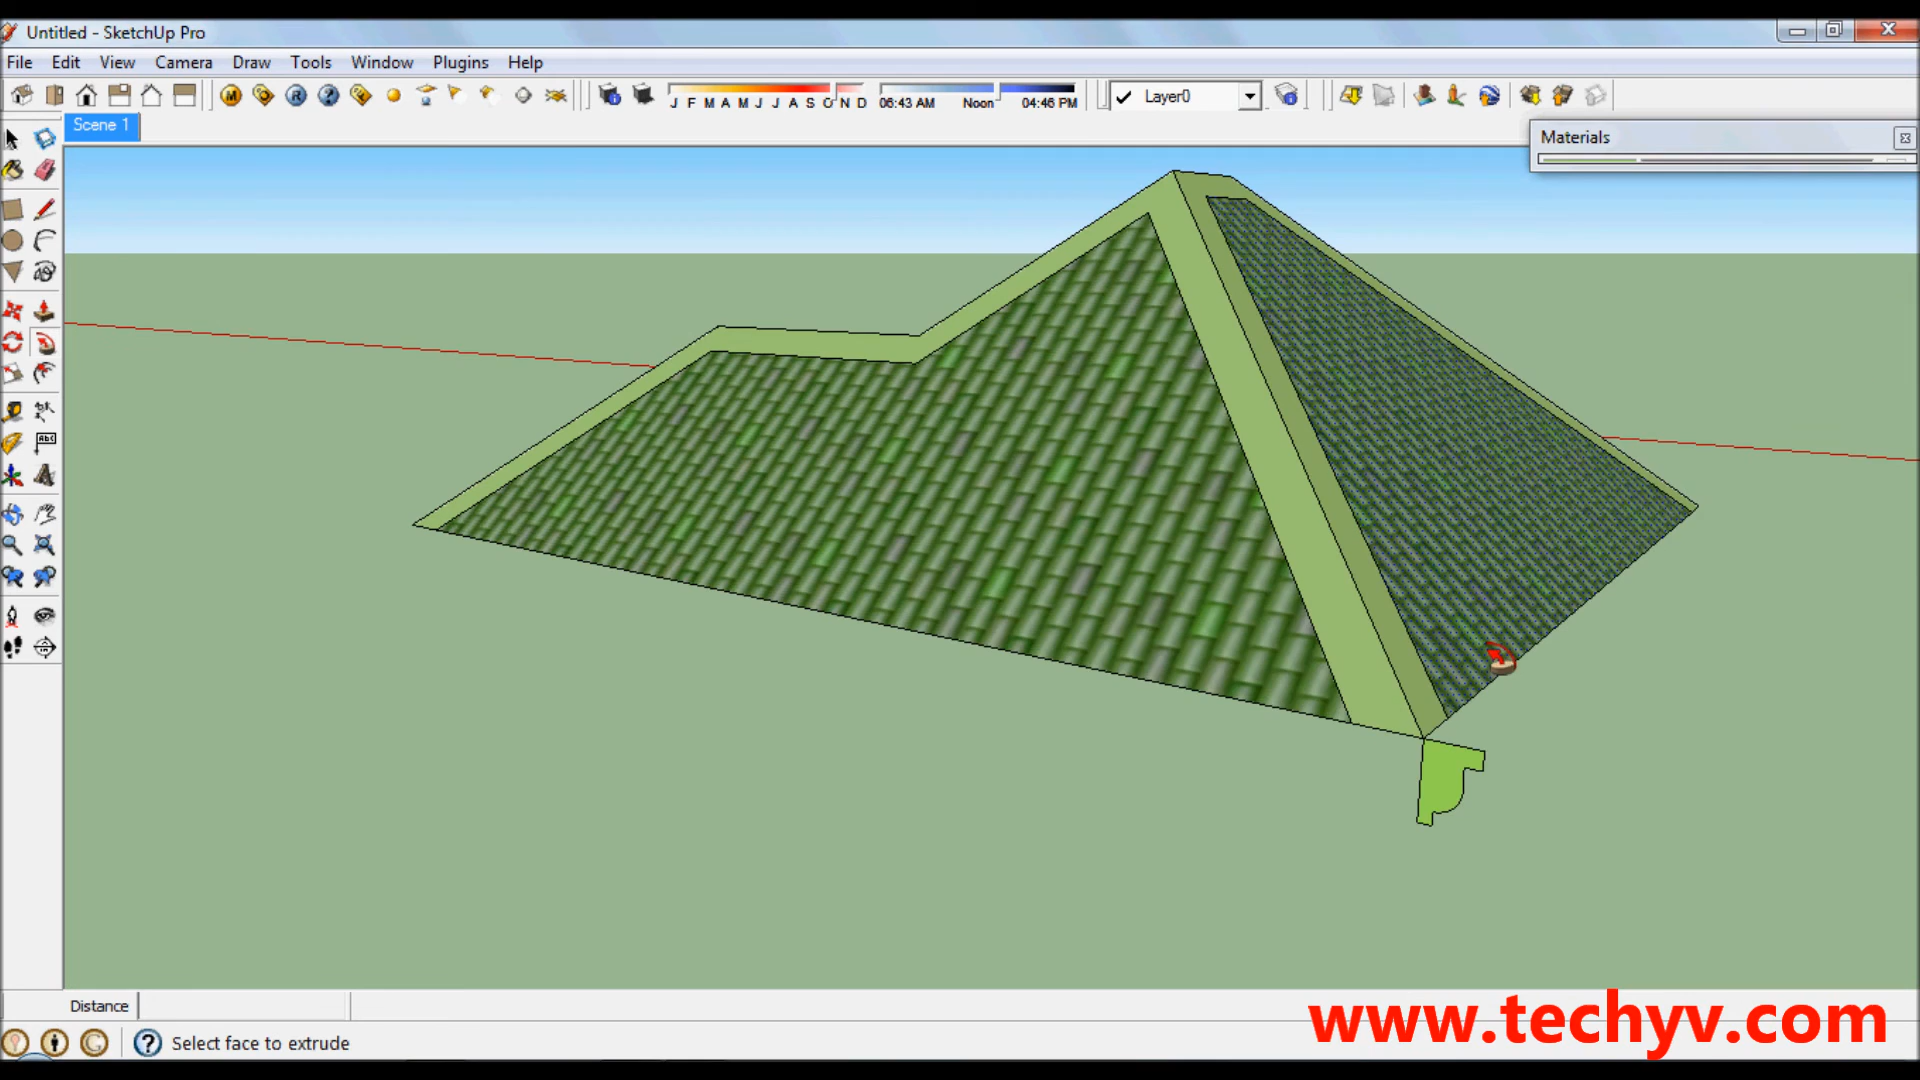 Untitled - SketchUp Pro
File Edit View Camera Draw Tools Window Plugins Help
M R ? J F M A M J J A S O N D 06:43 AM Noon 04:46 PM Layer0
Scene 1
Materials
Abc
Distance
? Select face to extrude
www.techyv.com